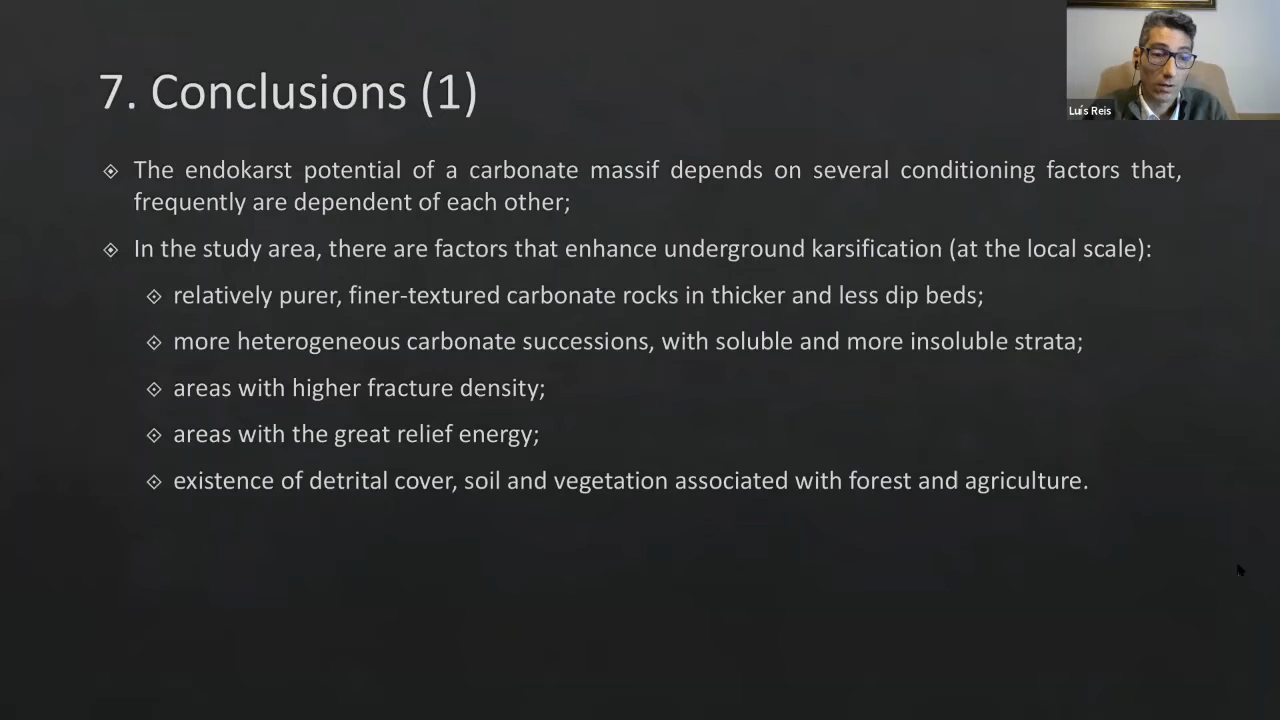 7. Conclusions (1)
Luís Reis
The endokarst potential of a carbonate massif depends on several conditioning factors that,
frequently are dependent of each other;
In the study area, there are factors that enhance underground karsification (at the local scale):
relatively purer, finer-textured carbonate rocks in thicker and less dip beds;
more heterogeneous carbonate successions, with soluble and more insoluble strata;
areas with higher fracture density;
areas with the great relief energy;
existence of detrital cover, soil and vegetation associated with forest and agriculture.